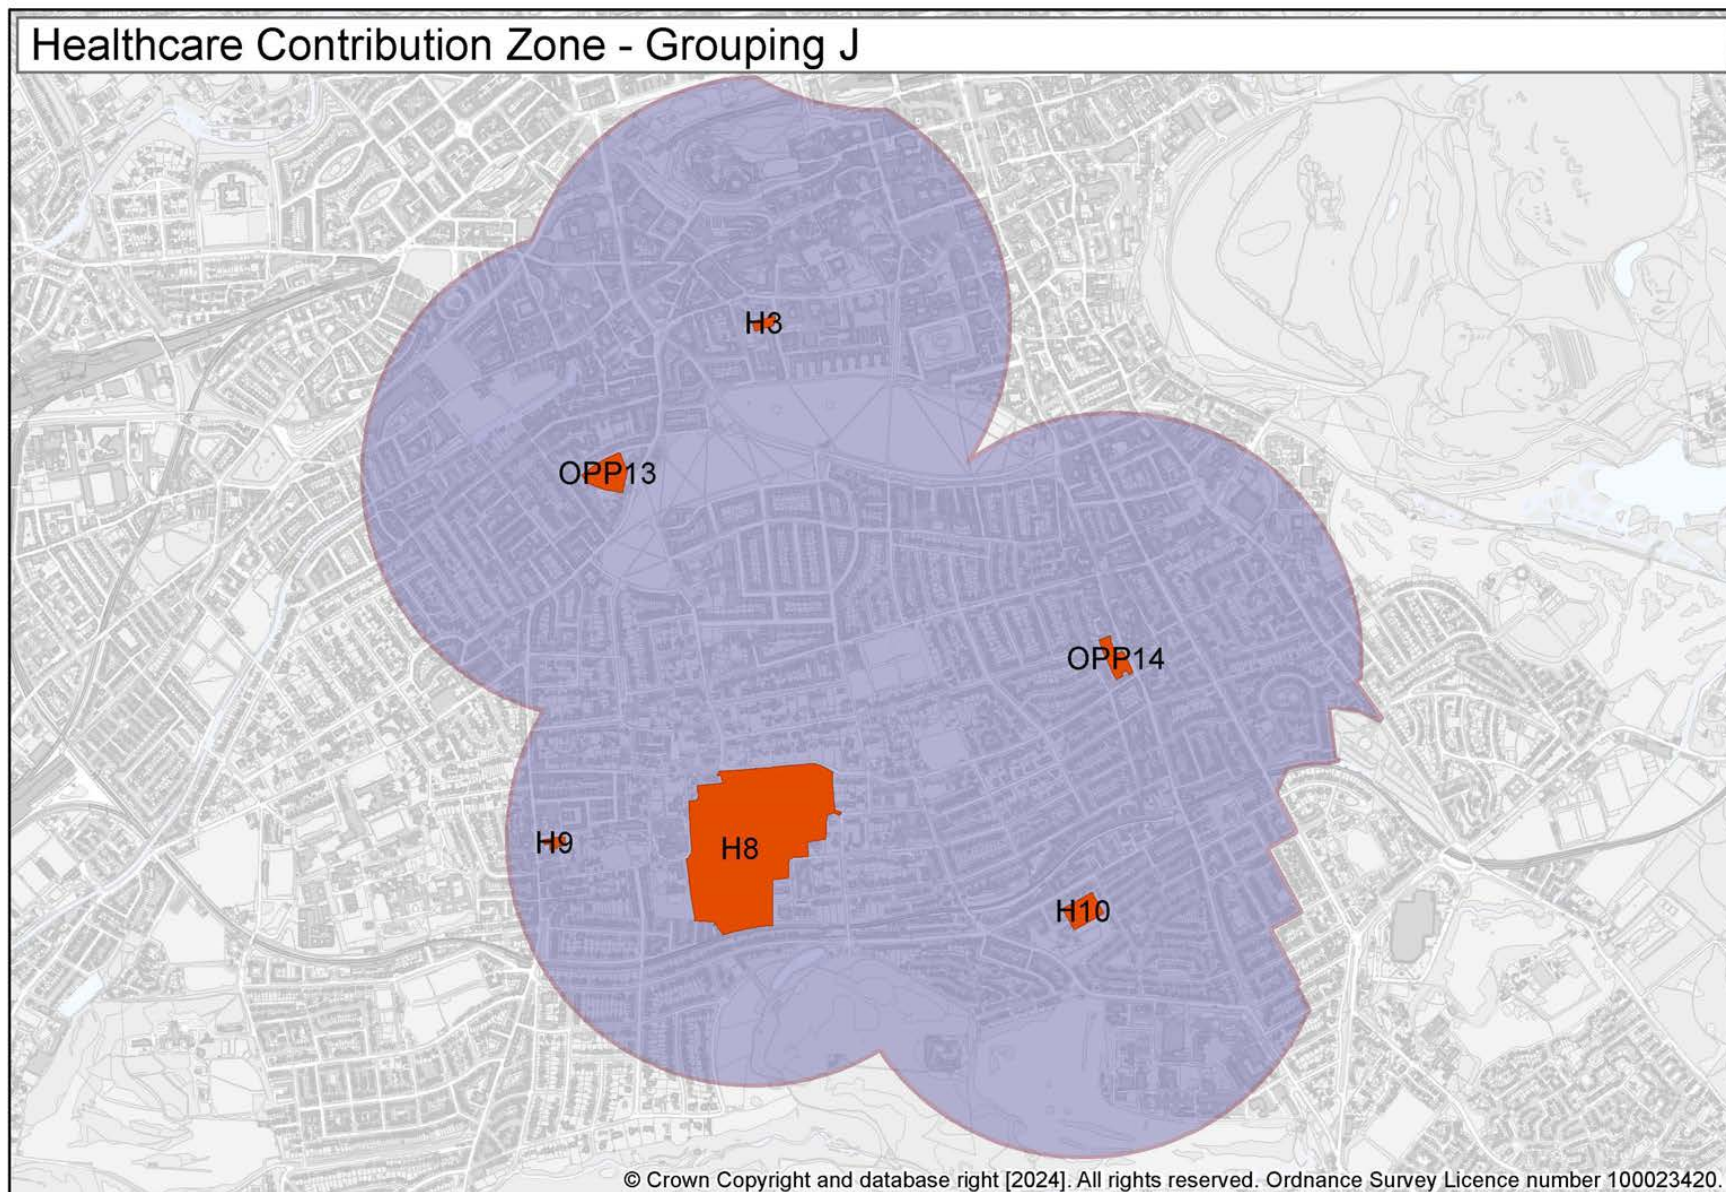 Healthcare Contribution Zone - Grouping J
H3
OPP13
OPP14
H9
H8
H10
© Crown Copyright and database right [2024]. All rights reserved. Ordnance Survey Licence number 100023420.